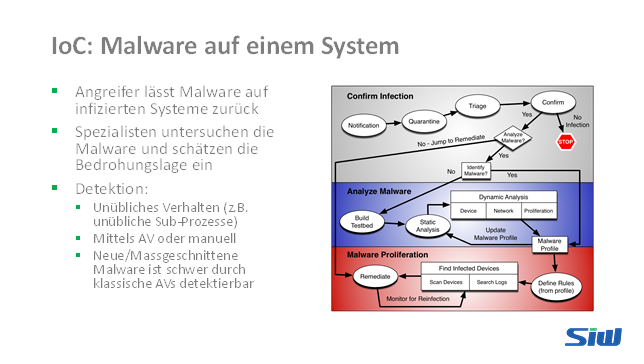 IoC: Malware auf einem System
Angreifer lässt Malware auf
infizierten Systeme zurück
Spezialisten untersuchen die
Malware und schätzen die
Bedrohungslage ein
Detektion:
Unübliches Verhalten (z.B.
unübliche Sub-Prozesse)
Mittels AV oder manuell
Neue/Massgeschnittene
Malware ist schwer durch
klassische AVs detektierbar
Confirm Infection
Notification
Quarantine
Triage
Confirm
No
Infection
STOP
Yes
Analyze
Malware?
No - Jump to Remediate
Yes
Identify
Malware?
No
Yes
Analyze Malware
Build
Testbed
Static
Analysis
Dynamic Analysis
Device
Network
Proliferation
Update
Malware Profile
Malware
Profile
Malware Proliferation
Remediate
Find Infected Devices
Scan Devices
Search Logs
Define Rules
(from profile)
Monitor for Reinfection
SIW